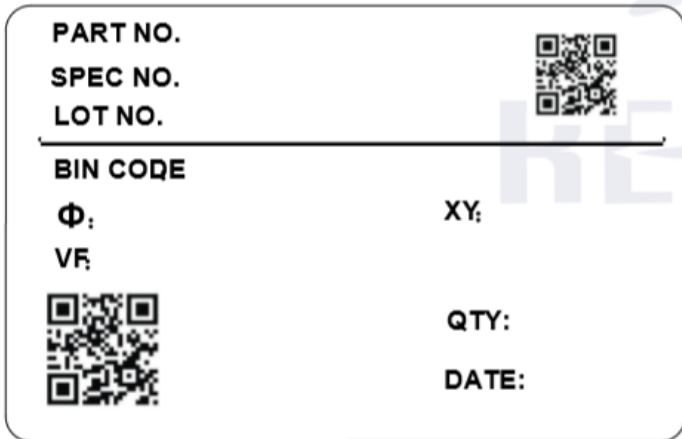 PART NO.
SPEC NO.
LOT NO.
BIN CODE
Φ:
XY:
VF:
QTY:
DATE: